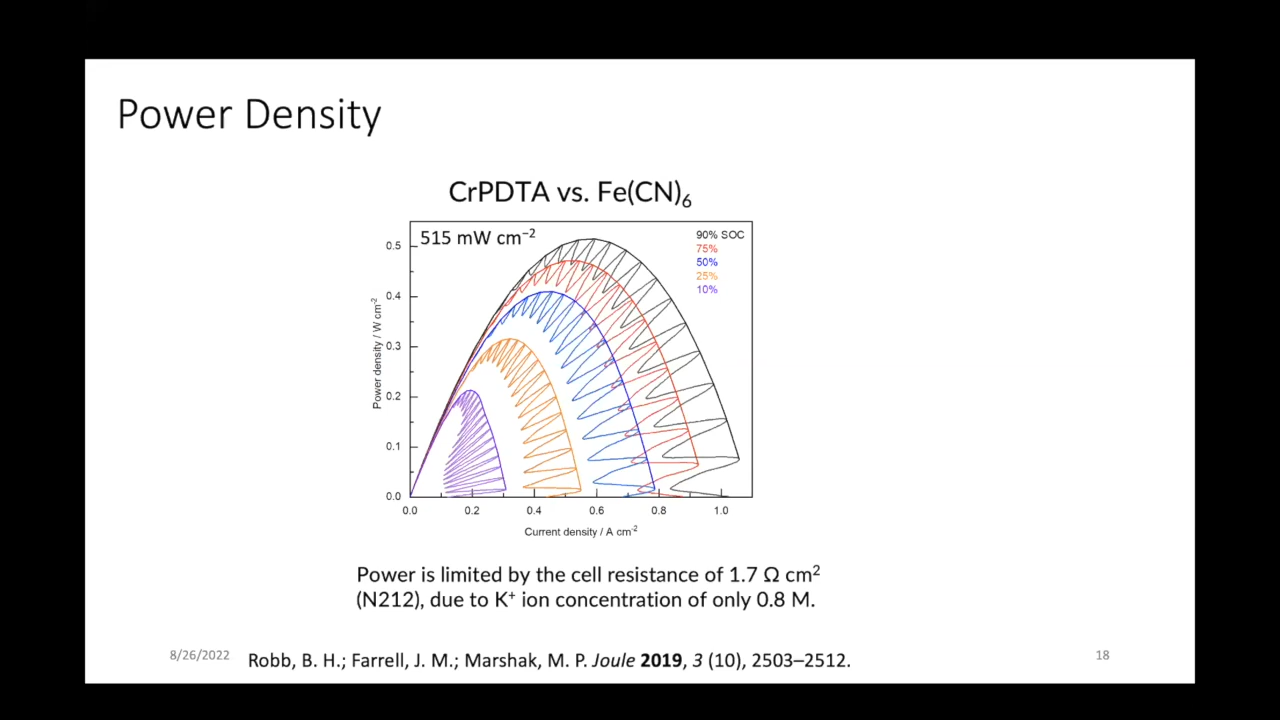 Power Density
CrPDTA vs. Fe(CN)₆
515 mW cm⁻²
90% SOC
75%
50%
25%
10%
Power density / W cm⁻²
0.5
0.4
0.3
0.2
0.1
0.0
0.0 0.2 0.4 0.6 0.8 1.0
Current density / A cm⁻²
Power is limited by the cell resistance of 1.7 Ω cm²
(N212), due to K⁺ ion concentration of only 0.8 M.
8/26/2022
Robb, B. H.; Farrell, J. M.; Marshak, M. P. Joule 2019, 3 (10), 2503–2512.
18